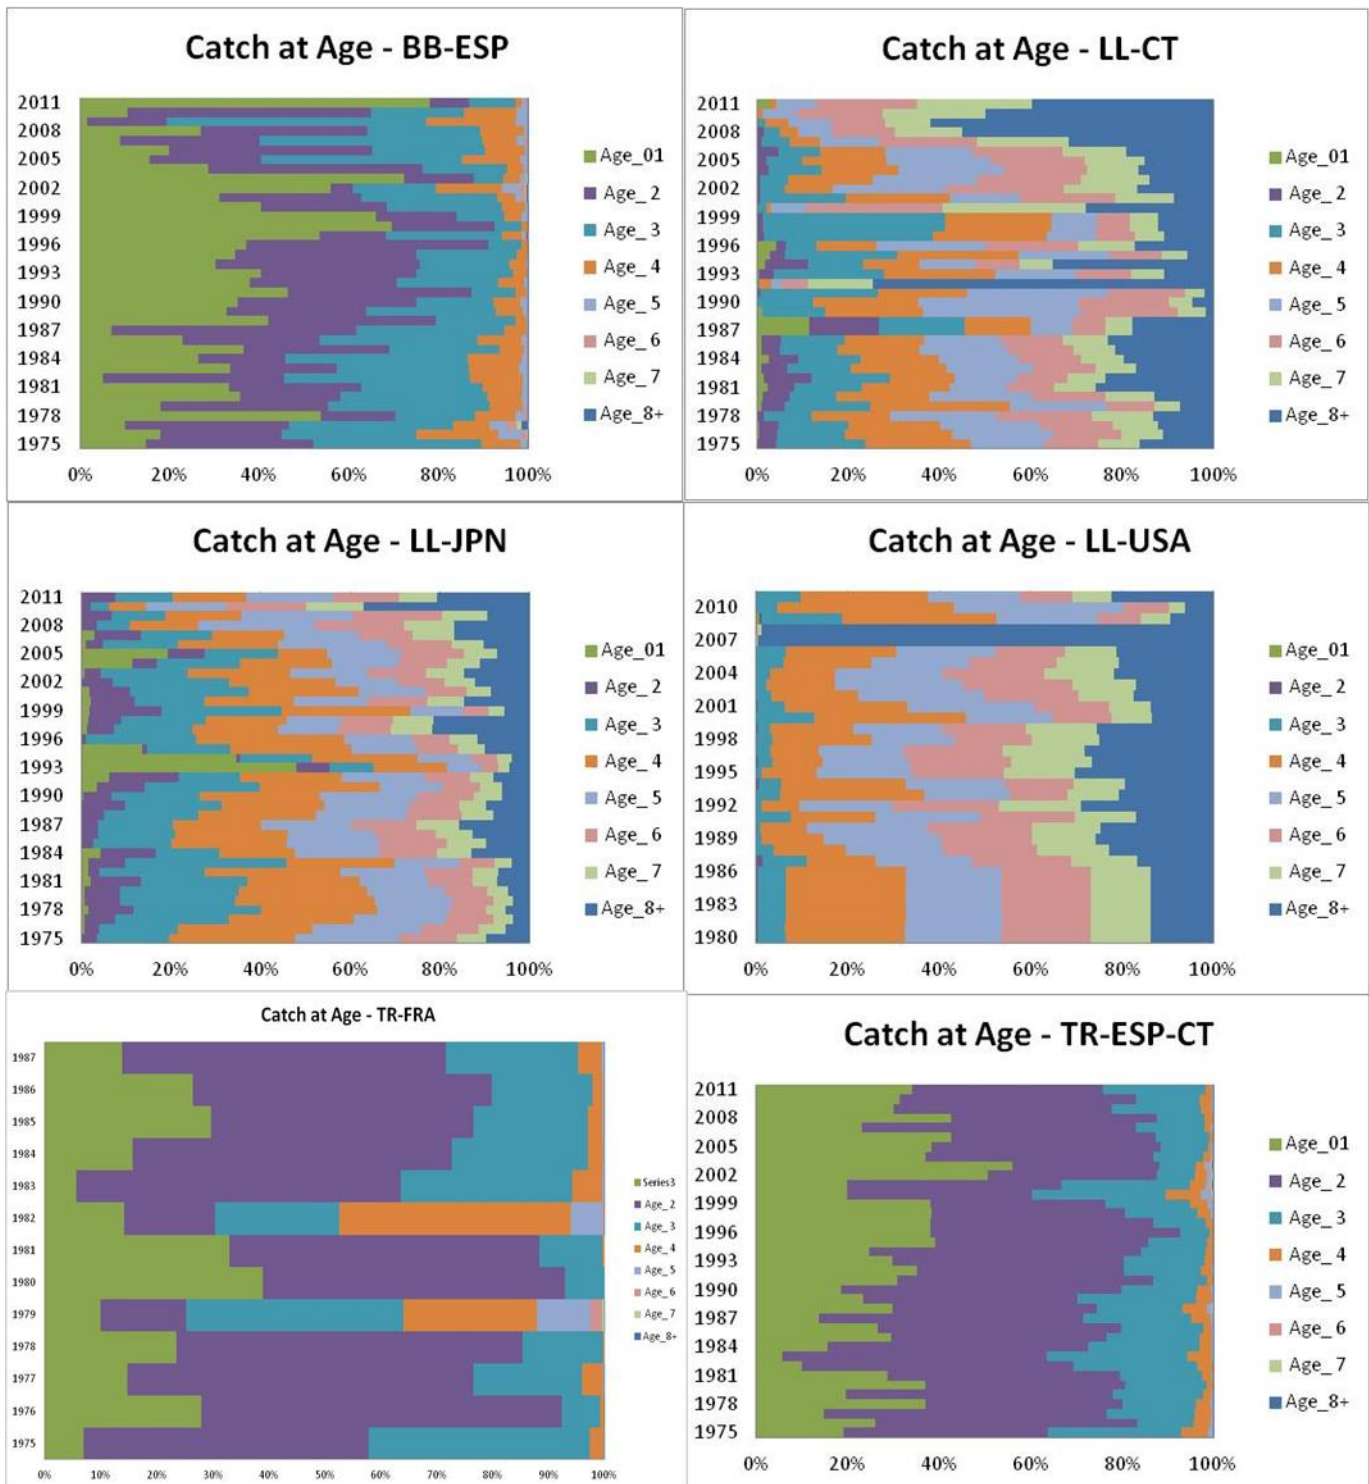 Catch at Age - BB-ESP
2011
2008
2005
2002
1999
1996
1993
1990
1987
1984
1981
1978
1975
0% 20% 40% 60% 80% 100%
Age_01
Age_2
Age_3
Age_4
Age_5
Age_6
Age_7
Age_8+
Catch at Age - LL-CT
2011
2008
2005
2002
1999
1996
1993
1990
1987
1984
1981
1978
1975
0% 20% 40% 60% 80% 100%
Age_01
Age_2
Age_3
Age_4
Age_5
Age_6
Age_7
Age_8+
Catch at Age - LL-JPN
2011
2008
2005
2002
1999
1996
1993
1990
1987
1984
1981
1978
1975
0% 20% 40% 60% 80% 100%
Age_01
Age_2
Age_3
Age_4
Age_5
Age_6
Age_7
Age_8+
Catch at Age - LL-USA
2010
2007
2004
2001
1998
1995
1992
1989
1986
1983
1980
0% 20% 40% 60% 80% 100%
Age_01
Age_2
Age_3
Age_4
Age_5
Age_6
Age_7
Age_8+
Catch at Age - TR-FRA
1987
1986
1985
1984
1983
1982
1981
1980
1979
1978
1977
1976
1975
0% 10% 20% 30% 40% 50% 60% 70% 80% 90% 100%
Series3
Age_2
Age_3
Age_4
Age_5
Age_6
Age_7
Age_8+
Catch at Age - TR-ESP-CT
2011
2008
2005
2002
1999
1996
1993
1990
1987
1984
1981
1978
1975
0% 20% 40% 60% 80% 100%
Age_01
Age_2
Age_3
Age_4
Age_5
Age_6
Age_7
Age_8+